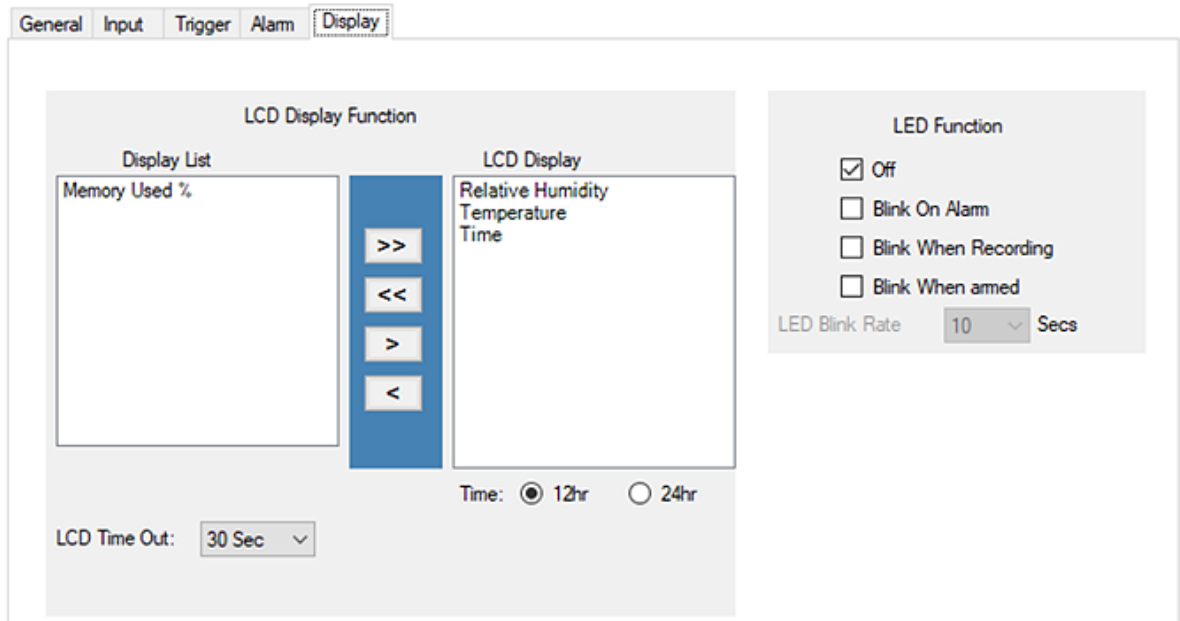 General Input Trigger Alarm Display
LCD Display Function
Display List
LCD Display
Memory Used %
Relative Humidity
Temperature
Time
>>
<<
>
<
Time: 12hr 24hr
LCD Time Out: 30 Sec
LED Function
Off
Blink On Alarm
Blink When Recording
Blink When armed
LED Blink Rate 10 Secs